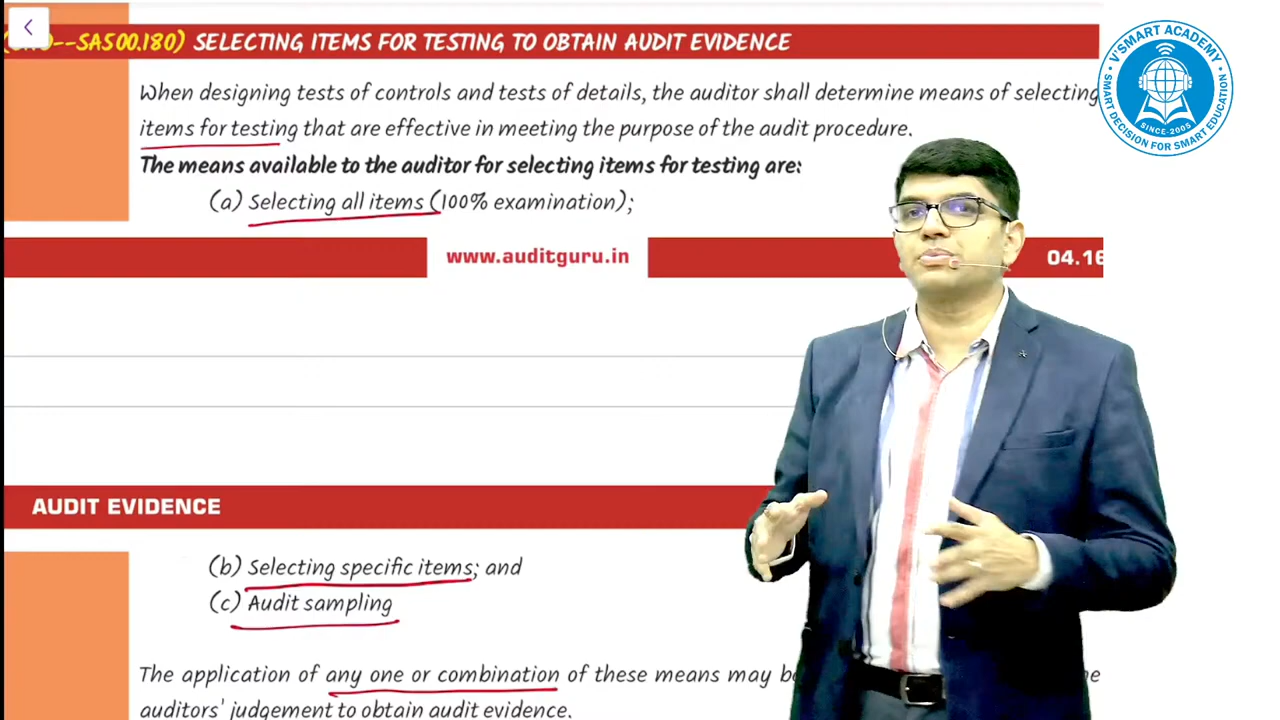 SA500.180) SELECTING ITEMS FOR TESTING TO OBTAIN AUDIT EVIDENCE
When designing tests of controls and tests of details, the auditor shall determine means of selecting
items for testing that are effective in meeting the purpose of the audit procedure.
The means available to the auditor for selecting items for testing are:
(a) Selecting all items (100% examination);
www.auditguru.in
04.16
AUDIT EVIDENCE
(b) Selecting specific items; and
(c) Audit sampling
The application of any one or combination of these means may
auditors' judgement to obtain audit evidence.
V'SMART ACADEMY
SMART DECISION FOR SMART EDUCATION
SINCE-2005